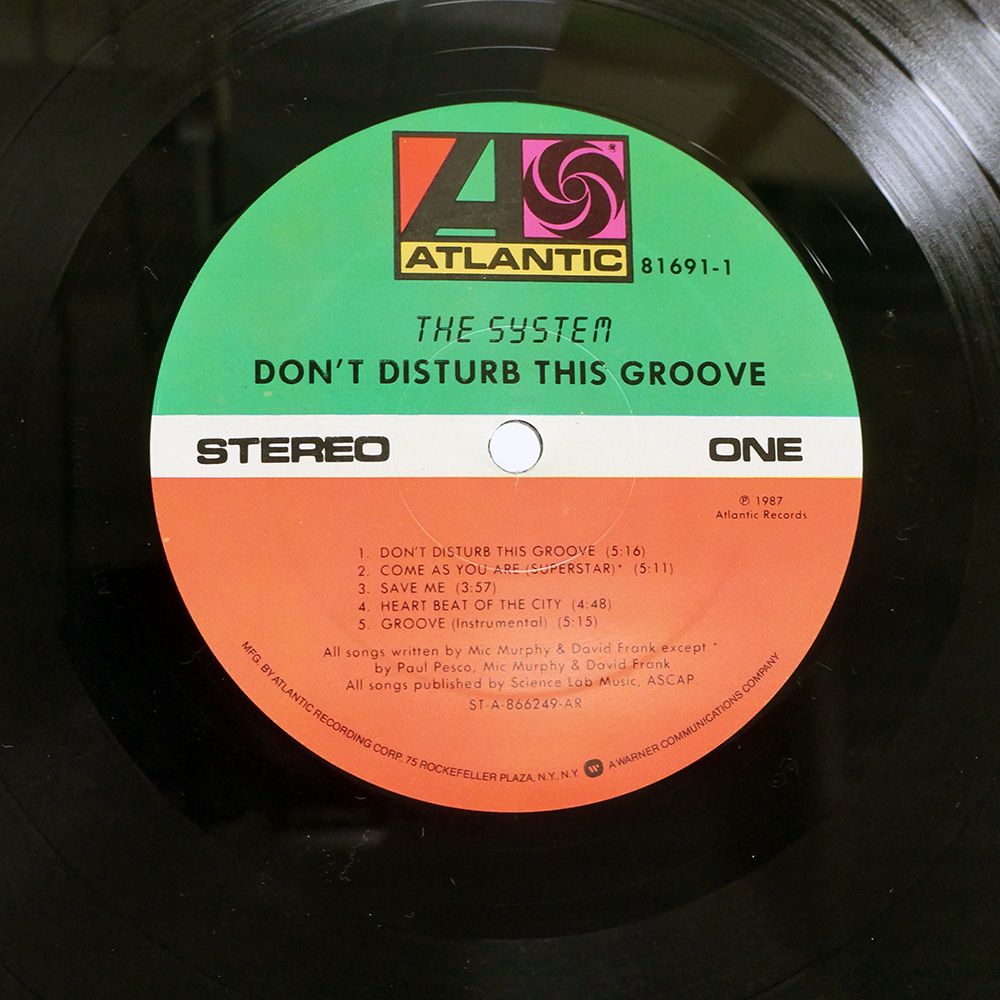 A ®
ATLANTIC
81691-1
THE SYSTEM
DON'T DISTURB THIS GROOVE
STEREO
ONE
℗ 1987
Atlantic Records
1. DON'T DISTURB THIS GROOVE (5:16)
2. COME AS YOU ARE (SUPERSTAR)* (5:11)
3. SAVE ME (3:57)
4. HEART BEAT OF THE CITY (4:48)
5. GROOVE (Instrumental) (5:15)
All songs written by Mic Murphy & David Frank except *
by Paul Pesco, Mic Murphy & David Frank
All songs published by Science Lab Music, ASCAP.
ST-A-866249-AR
MFG. BY ATLANTIC RECORDING CORP. 75 ROCKEFELLER PLAZA, N.Y., N.Y. A WARNER COMMUNICATIONS COMPANY